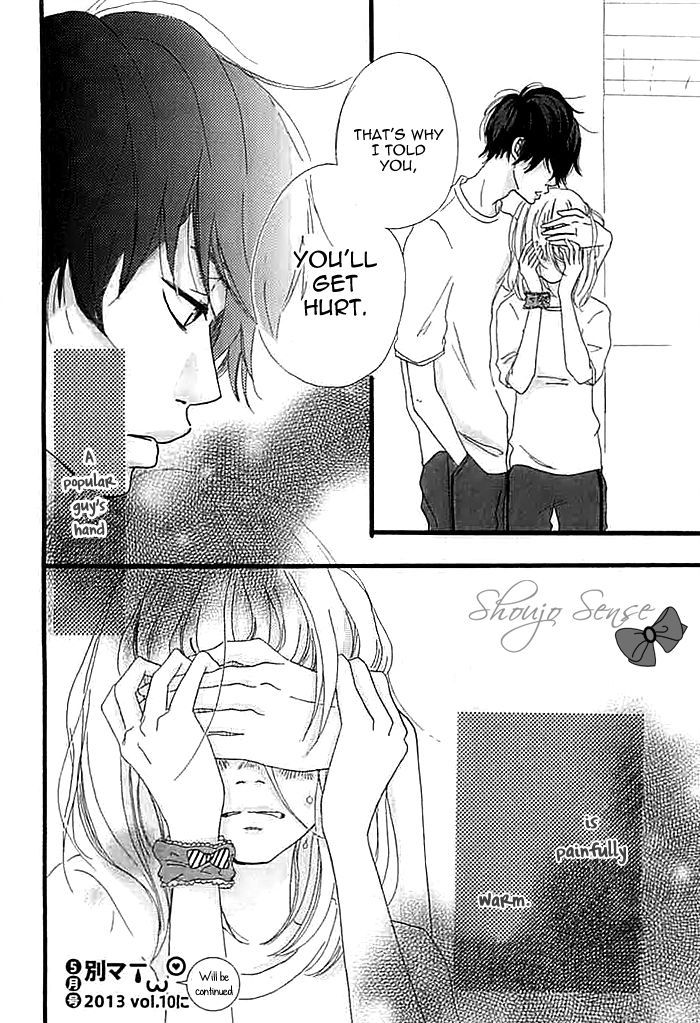 THAT'S WHY
I TOLD
YOU,
YOU'LL
GET
HURT.
A
popular
guy's
hand
Shoujo Sense
is
painfully
warm.
5月号
別マ
2013 vol.10に
Will be
continued